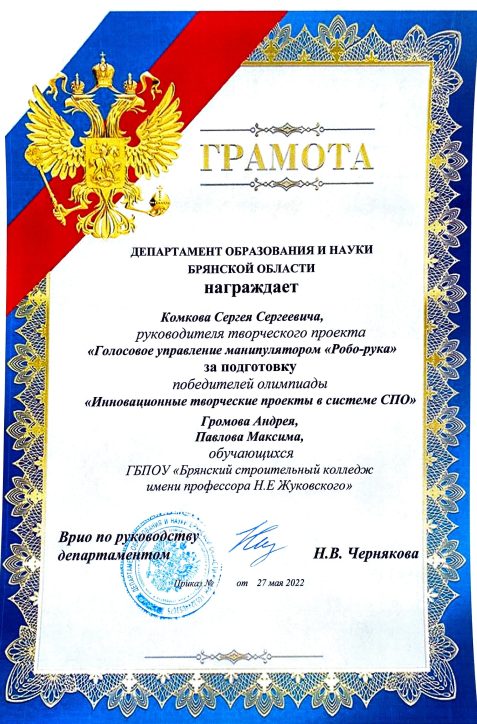 ГРАМОТА
ДЕПАРТАМЕНТ ОБРАЗОВАНИЯ И НАУКИ
БРЯНСКОЙ ОБЛАСТИ
награждает
Комкова Сергея Сергеевича,
руководителя творческого проекта
«Голосовое управление манипулятором «Робо-рука»
за подготовку
победителей олимпиады
«Инновационные творческие проекты в системе СПО»
Громова Андрея,
Павлова Максима,
обучающихся
ГБПОУ «Брянский строительный колледж
имени профессора Н.Е Жуковского»
Врио по руководству
департаментом
Н.В. Чернякова
Приказ № от 27 мая 2022